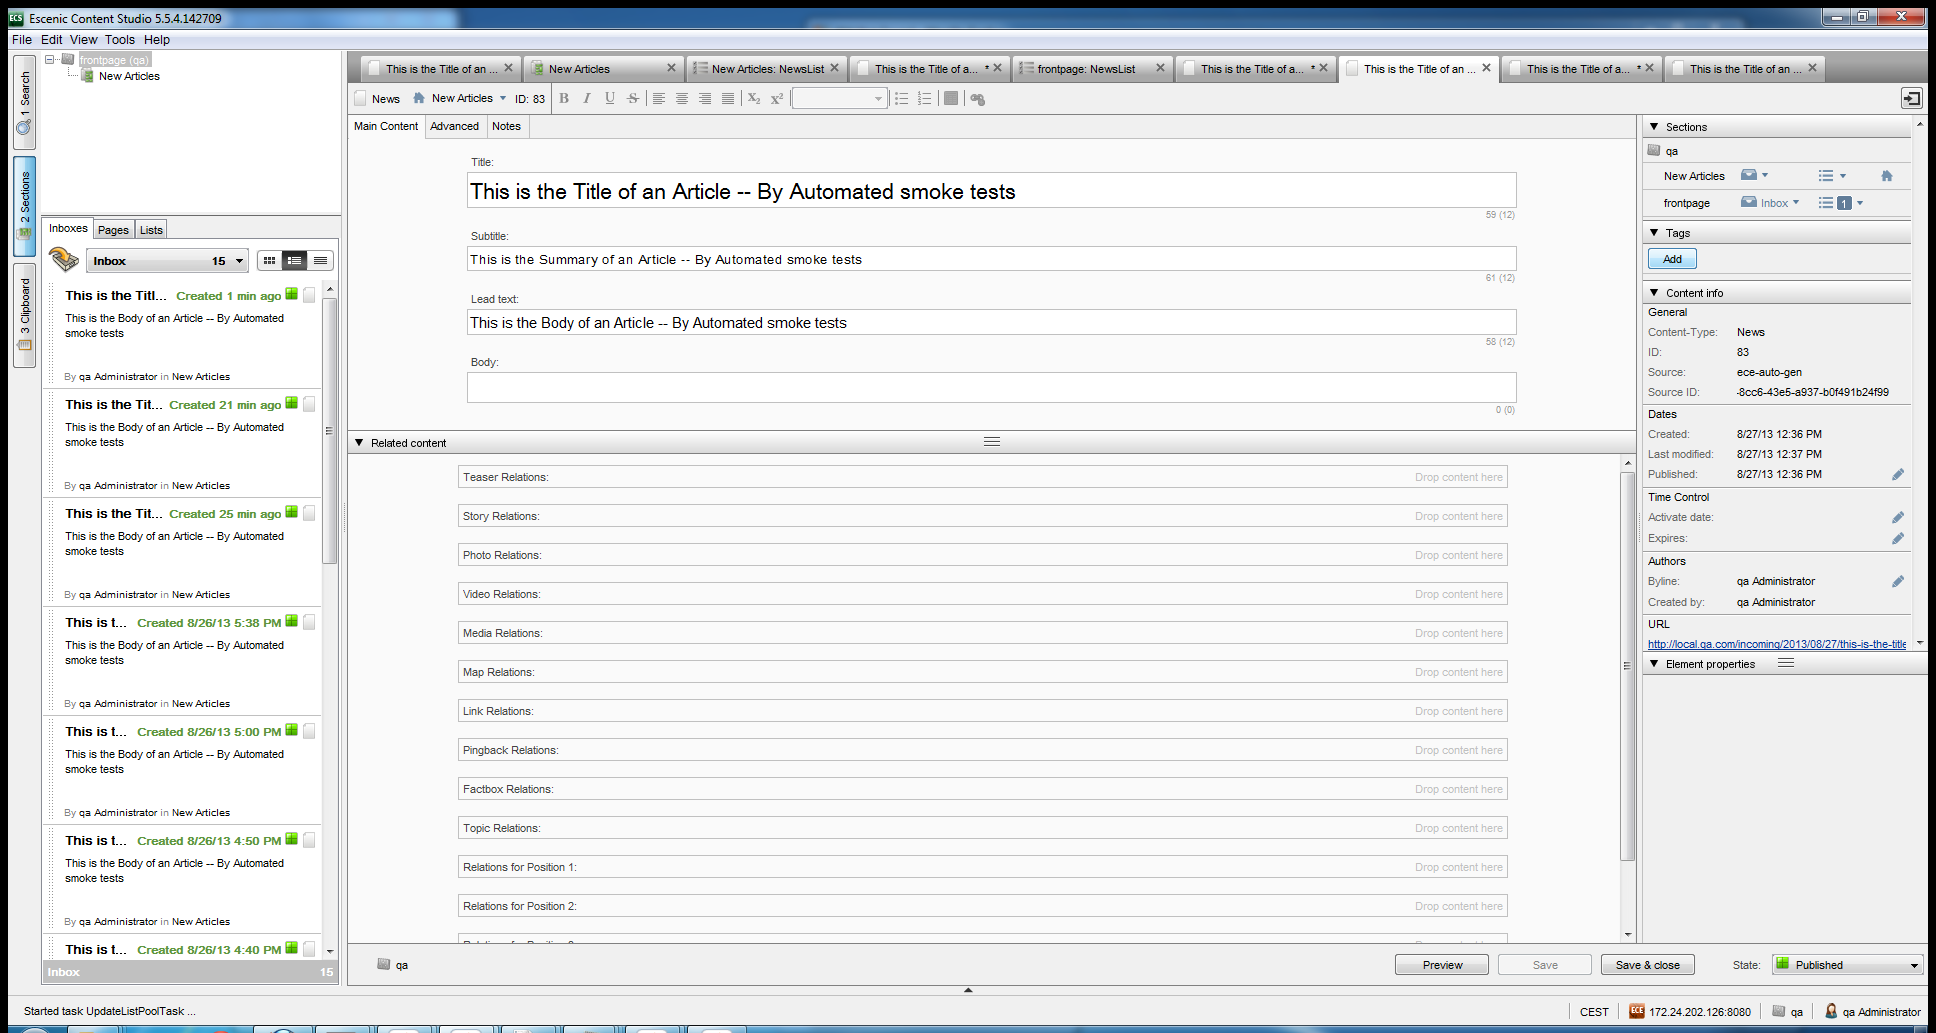 Escenic Content Studio 5.5.4.142709
File Edit View Tools Help
1 Search
2 Sections
3 Clipboard
frontpage (qa)
New Articles
Inboxes Pages Lists
Inbox 15
This is the Titl... Created 1 min ago
This is the Body of an Article -- By Automated
smoke tests
By qa Administrator in New Articles
This is the Tit... Created 21 min ago
This is the Body of an Article -- By Automated
smoke tests
By qa Administrator in New Articles
This is the Tit... Created 25 min ago
This is the Body of an Article -- By Automated
smoke tests
By qa Administrator in New Articles
This is t... Created 8/26/13 5:38 PM
This is the Body of an Article -- By Automated
smoke tests
By qa Administrator in New Articles
This is t... Created 8/26/13 5:00 PM
This is the Body of an Article -- By Automated
smoke tests
By qa Administrator in New Articles
This is t... Created 8/26/13 4:50 PM
This is the Body of an Article -- By Automated
smoke tests
By qa Administrator in New Articles
This is t... Created 8/26/13 4:40 PM
Inbox 15
This is the Title of an ... New Articles New Articles: NewsList This is the Title of a... * frontpage: NewsList This is the Title of a... * This is the Title of an ... This is the Title of a... * This is the Title of an ...
News New Articles ID: 83 B I U S X2 X2
Main Content Advanced Notes
Title:
This is the Title of an Article -- By Automated smoke tests
59 (12)
Subtitle:
This is the Summary of an Article -- By Automated smoke tests
61 (12)
Lead text:
This is the Body of an Article -- By Automated smoke tests
58 (12)
Body:
0 (0)
Related content
Teaser Relations: Drop content here
Story Relations: Drop content here
Photo Relations: Drop content here
Video Relations: Drop content here
Media Relations: Drop content here
Map Relations: Drop content here
Link Relations: Drop content here
Pingback Relations: Drop content here
Factbox Relations: Drop content here
Topic Relations: Drop content here
Relations for Position 1: Drop content here
Relations for Position 2: Drop content here
qa Preview Save Save & close State: Published
Sections
qa
New Articles
frontpage Inbox 1
Tags
Add
Content info
General
Content-Type: News
ID: 83
Source: ece-auto-gen
Source ID: -8cc6-43e5-a937-b0f491b24f99
Dates
Created: 8/27/13 12:36 PM
Last modified: 8/27/13 12:37 PM
Published: 8/27/13 12:36 PM
Time Control
Activate date:
Expires:
Authors
Byline: qa Administrator
Created by: qa Administrator
URL
http://local.qa.com/incoming/2013/08/27/this-is-the-title
Element properties
Started task UpdateListPoolTask ... CEST ECE 172.24.202.126:8080 qa qa Administrator